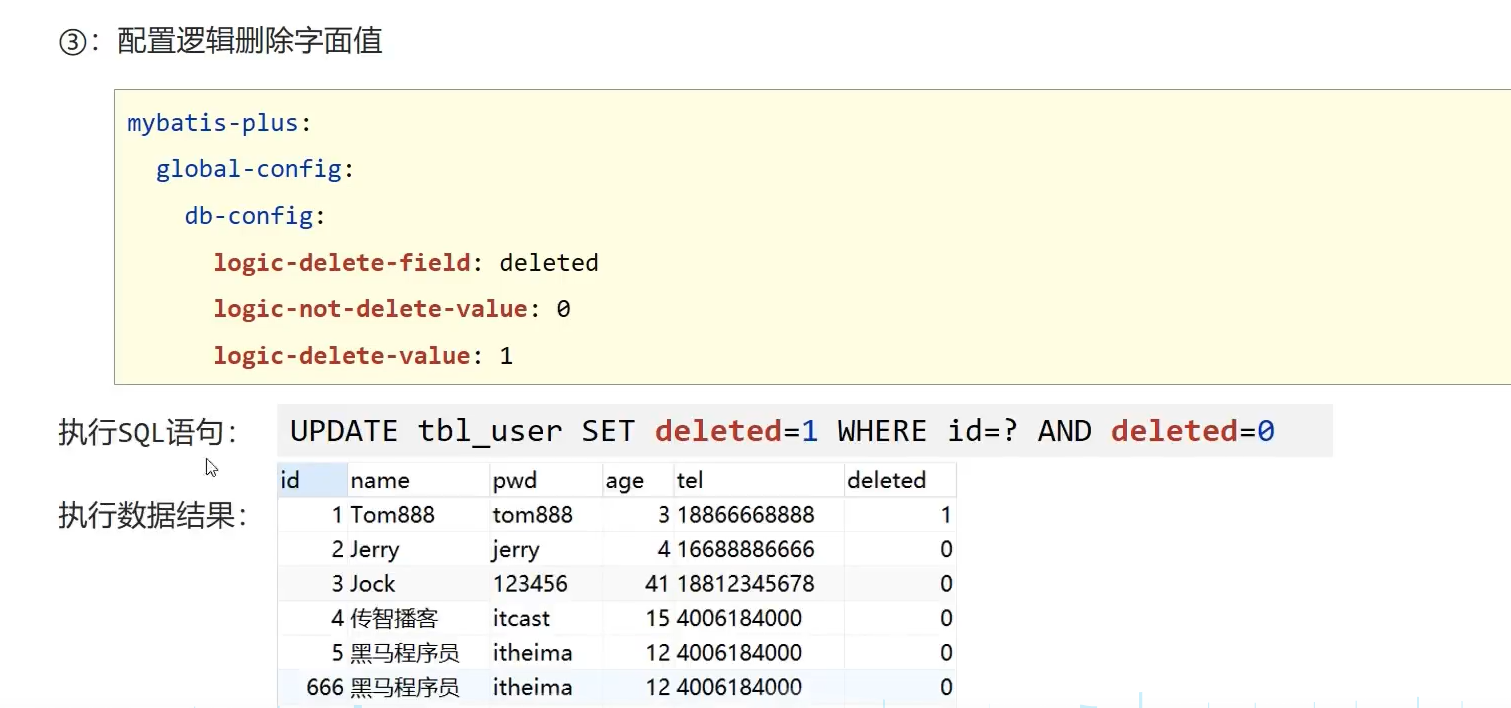 ③：配置逻辑删除字面值
mybatis-plus:
global-config:
db-config:
logic-delete-field: deleted
logic-not-delete-value: 0
logic-delete-value: 1
执行SQL语句： UPDATE tbl_user SET deleted=1 WHERE id=? AND deleted=0
执行数据结果：
id name pwd age tel deleted
1 Tom888 tom888 3 18866668888 1
2 Jerry jerry 4 16688886666 0
3 Jock 123456 41 18812345678 0
4 传智播客 itcast 15 4006184000 0
5 黑马程序员 itheima 12 4006184000 0
666 黑马程序员 itheima 12 4006184000 0